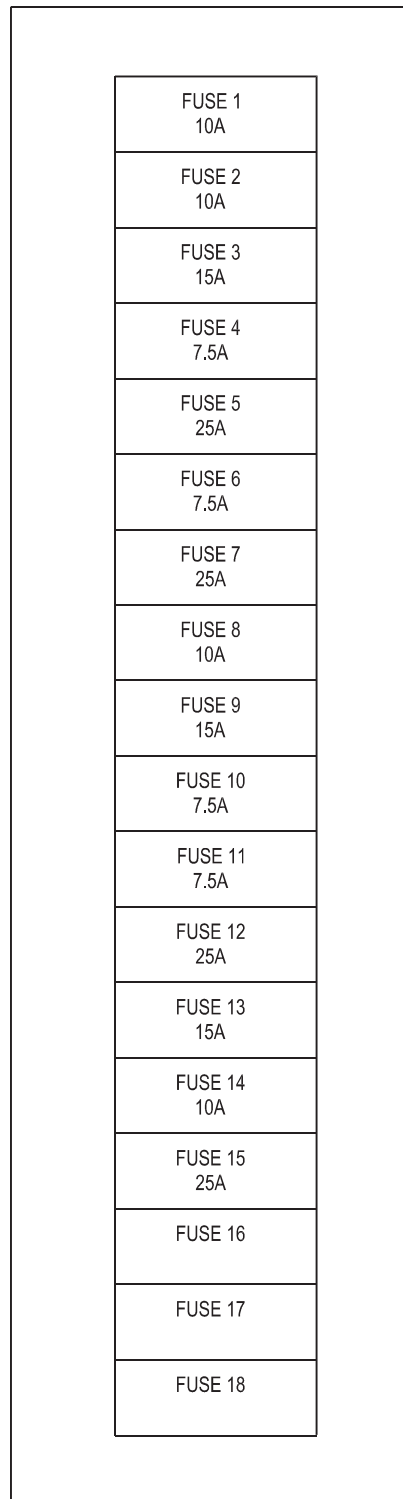 FUSE 1
10A
FUSE 2
10A
FUSE 3
15A
FUSE 4
7.5A
FUSE 5
25A
FUSE 6
7.5A
FUSE 7
25A
FUSE 8
10A
FUSE 9
15A
FUSE 10
7.5A
FUSE 11
7.5A
FUSE 12
25A
FUSE 13
15A
FUSE 14
10A
FUSE 15
25A
FUSE 16
FUSE 17
FUSE 18